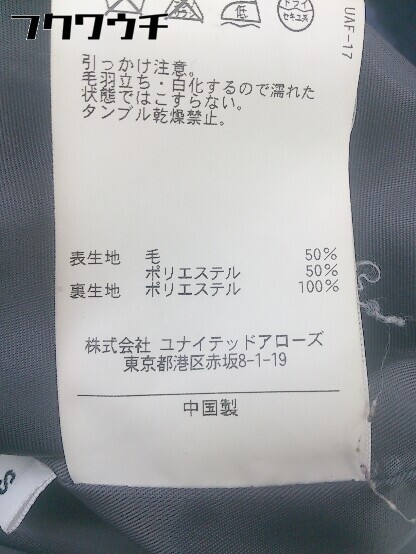 フクワウチ
ドライ
セキユ系
UAF-17
引っかけ注意。
毛羽立ち・白化するので濡れた
状態ではこすらない。
タンブル乾燥禁止。
表生地 毛 50%
ポリエステル 50%
裏生地 ポリエステル 100%
株式会社 ユナイテッドアローズ
東京都港区赤坂8-1-19
中国製
S